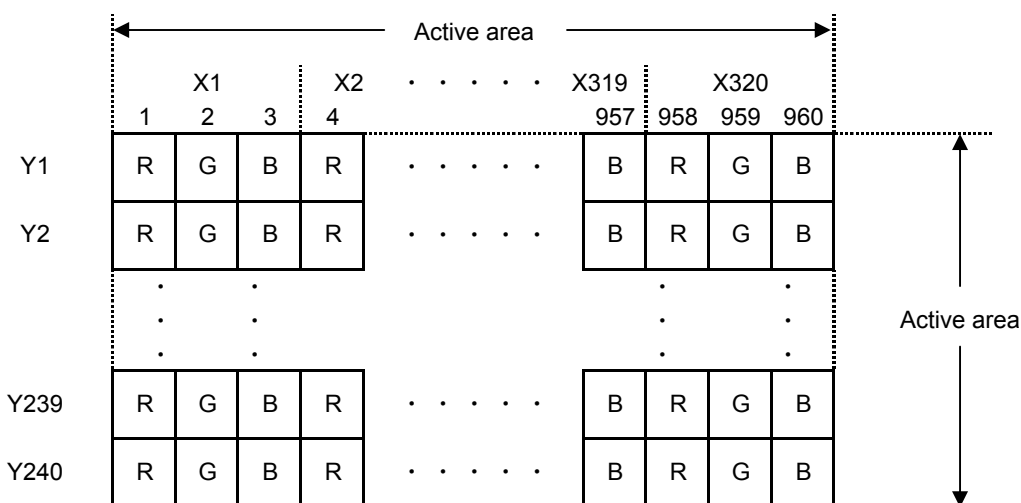 Active area
X1 X2 · · · · · X319 X320
1 2 3 4 957 958 959 960
Y1 R G B R · · · · · B R G B
Y2 R G B R · · · · · B R G B
· · · ·
· · · · Active area
· · · ·
Y239 R G B R · · · · · B R G B
Y240 R G B R · · · · · B R G B